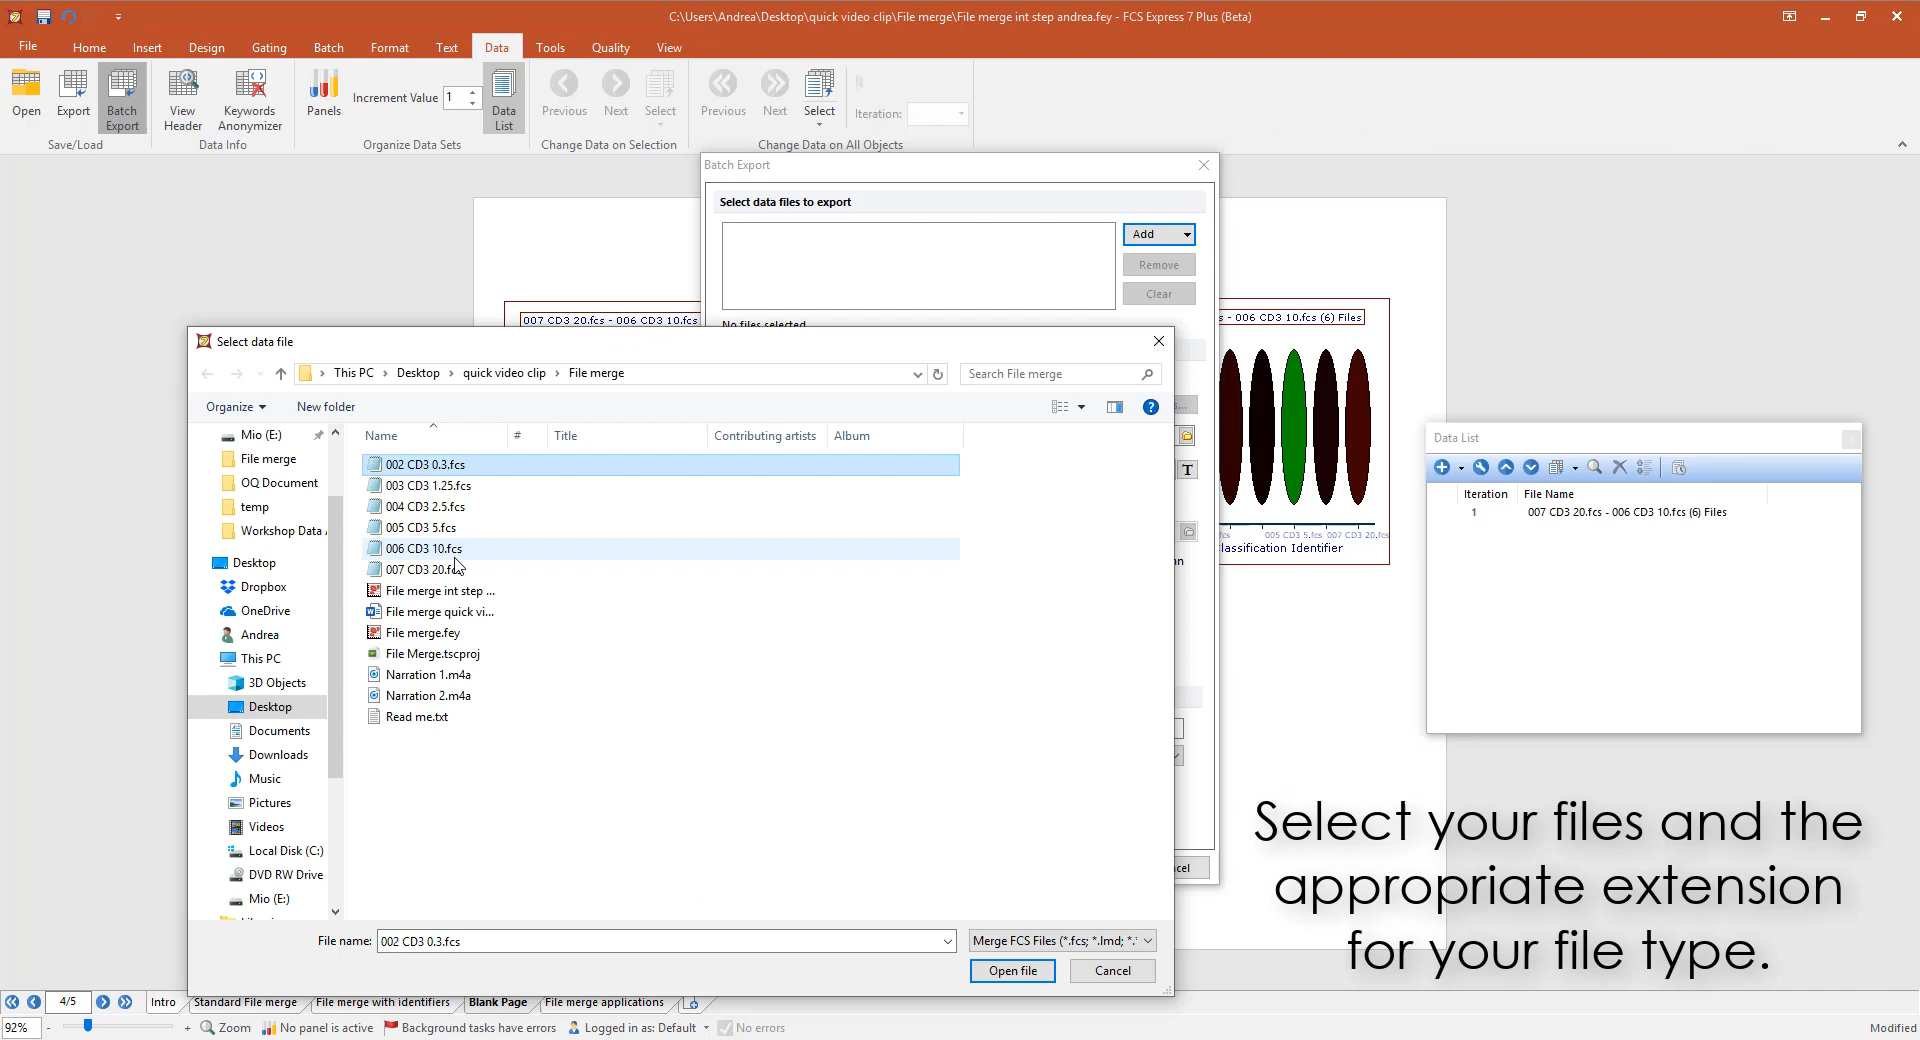 C:\Users\Andrea\Desktop\quick video clip\File merge\File merge int step andrea.fey - FCS Express 7 Plus (Beta)
File Home Insert Design Gating Batch Format Text Data Tools Quality View
Open Export Batch Export View Header Keywords Anonymizer Panels Increment Value 1 Data List Previous Next Select Previous Next Select Iteration:
Save/Load Data Info Organize Data Sets Change Data on Selection Change Data on All Objects
Batch Export
Select data files to export
Add
Remove
Clear
No files selected
007 CD3 20.fcs - 006 CD3 10.fcs
s - 006 CD3 10.fcs (6) Files
fcs 005 CD3 5.fcs 007 CD3 20.fcs
lassification Identifier
Select data file
This PC > Desktop > quick video clip > File merge
Search File merge
Organize New folder
Name # Title Contributing artists Album
Mio (E:)
File merge
OQ Document
temp
Workshop Data
Desktop
Dropbox
OneDrive
Andrea
This PC
3D Objects
Desktop
Documents
Downloads
Music
Pictures
Videos
Local Disk (C:)
DVD RW Drive
Mio (E:)
002 CD3 0.3.fcs
003 CD3 1.25.fcs
004 CD3 2.5.fcs
005 CD3 5.fcs
006 CD3 10.fcs
007 CD3 20.fcs
File merge int step ...
File merge quick vi...
File merge.fey
File Merge.tscproj
Narration 1.m4a
Narration 2.m4a
Read me.txt
File name: 002 CD3 0.3.fcs
Merge FCS Files (*.fcs; *.lmd; *.
Open file Cancel
T
n
cel
Data List
Iteration File Name
1 007 CD3 20.fcs - 006 CD3 10.fcs (6) Files
Select your files and the
appropriate extension
for your file type.
4/5 Intro Standard File merge File merge with identifiers Blank Page File merge applications
92% - + Zoom No panel is active Background tasks have errors Logged in as: Default No errors Modified